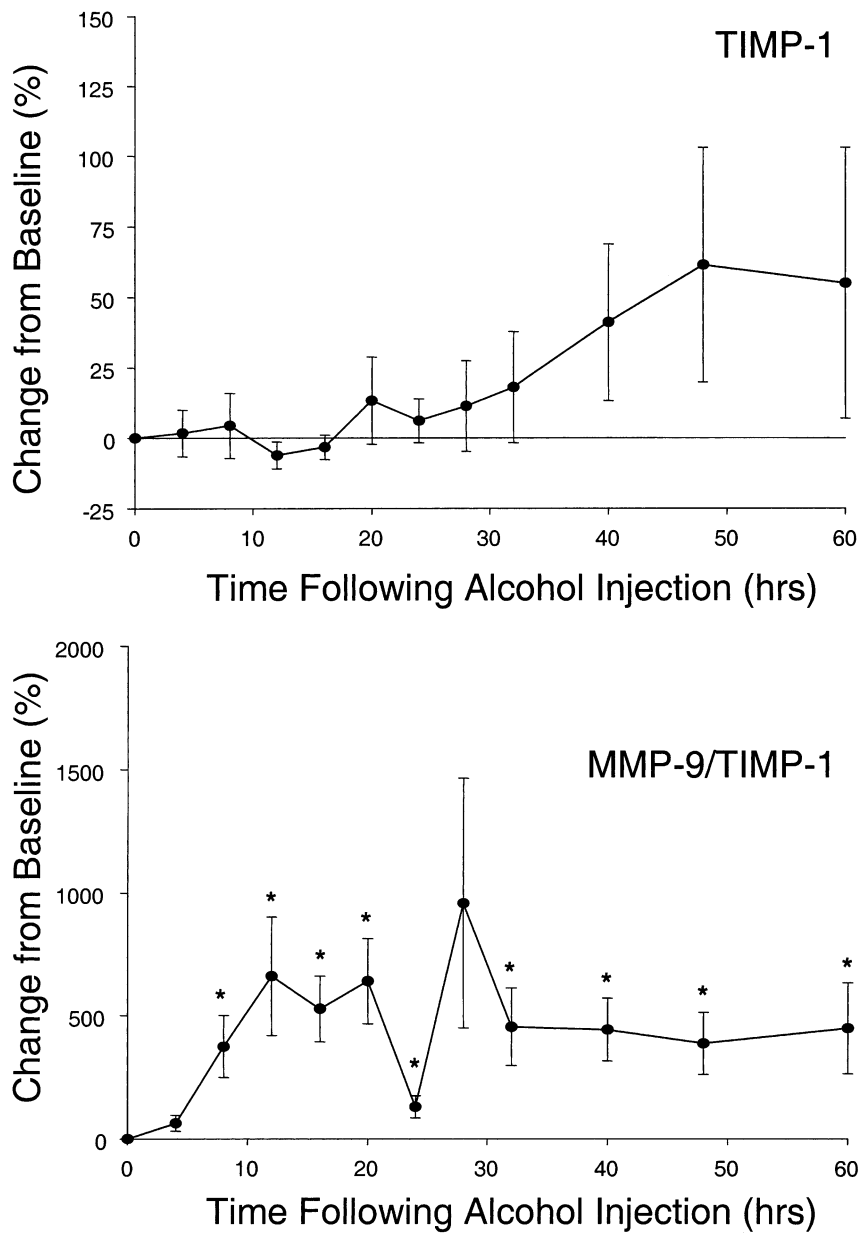 150
TIMP-1
125
100
75
50
25
0
-25
Change from Baseline (%)
0 10 20 30 40 50 60
Time Following Alcohol Injection (hrs)
2000
MMP-9/TIMP-1
1500
1000
500
0
Change from Baseline (%)
* * * * * * * * *
0 10 20 30 40 50 60
Time Following Alcohol Injection (hrs)